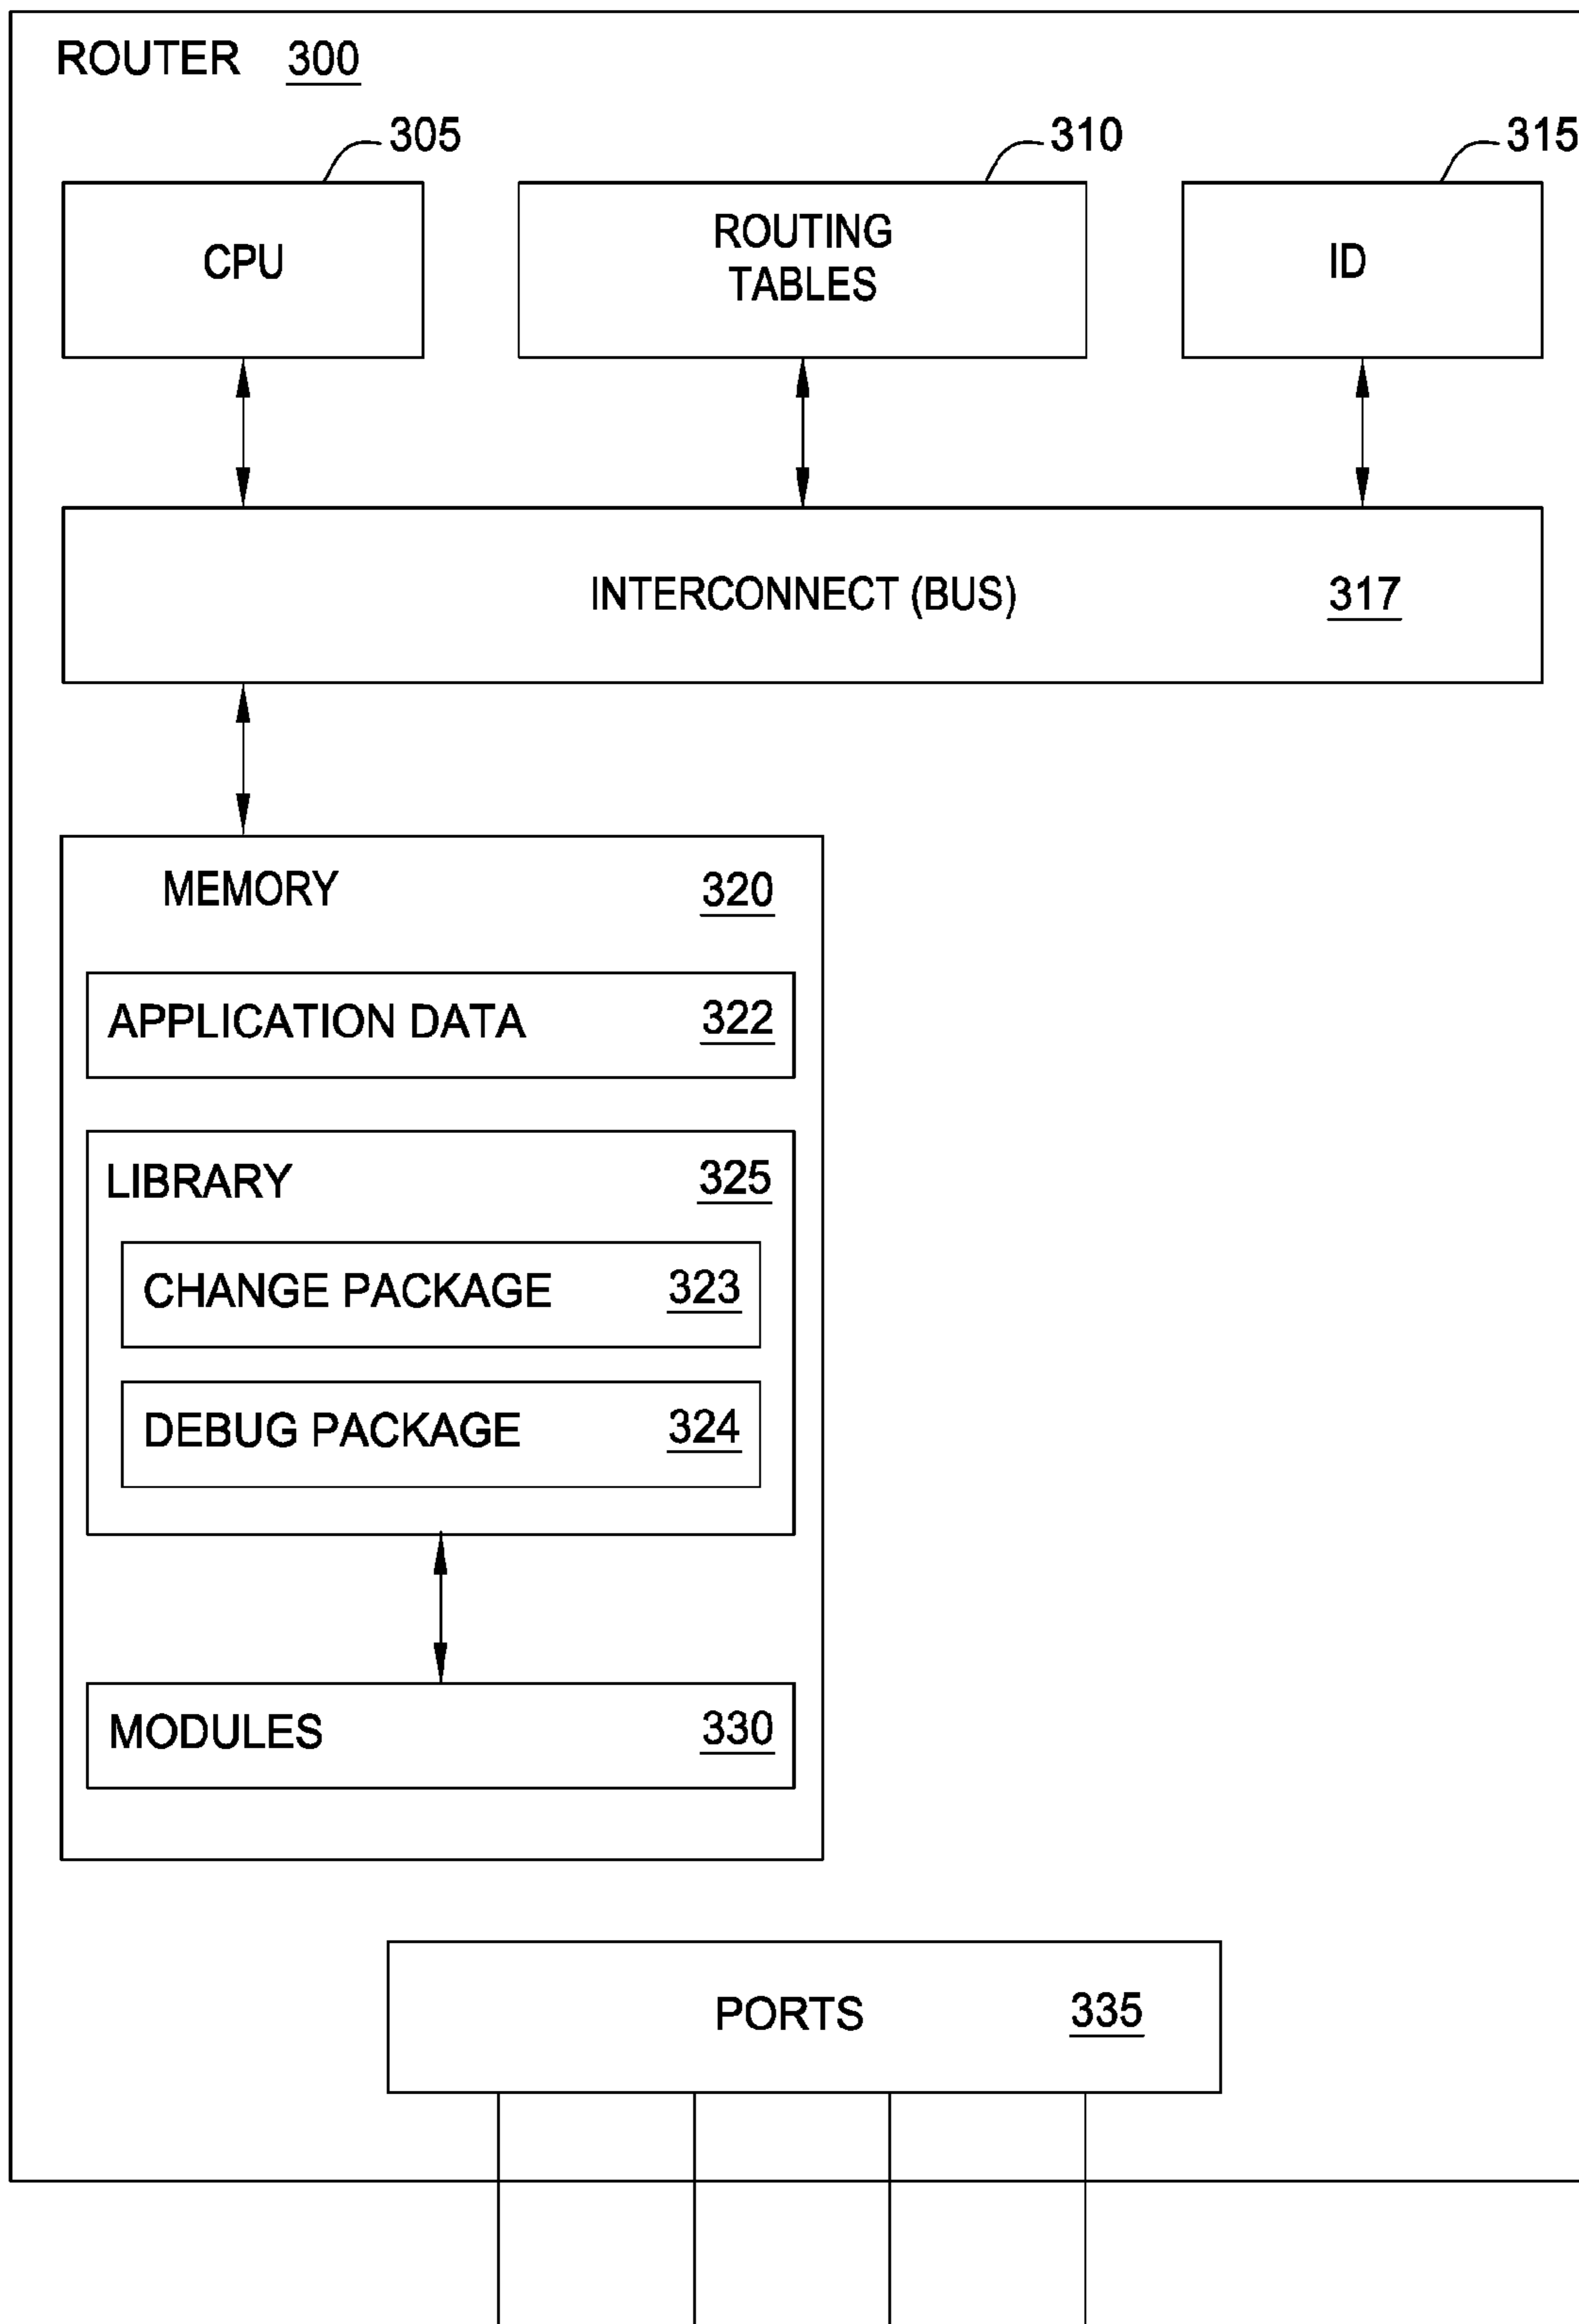 ROUTER 300
305
310
315
CPU
ROUTING
TABLES
ID
INTERCONNECT (BUS) 317
MEMORY 320
APPLICATION DATA 322
LIBRARY 325
CHANGE PACKAGE 323
DEBUG PACKAGE 324
MODULES 330
PORTS 335